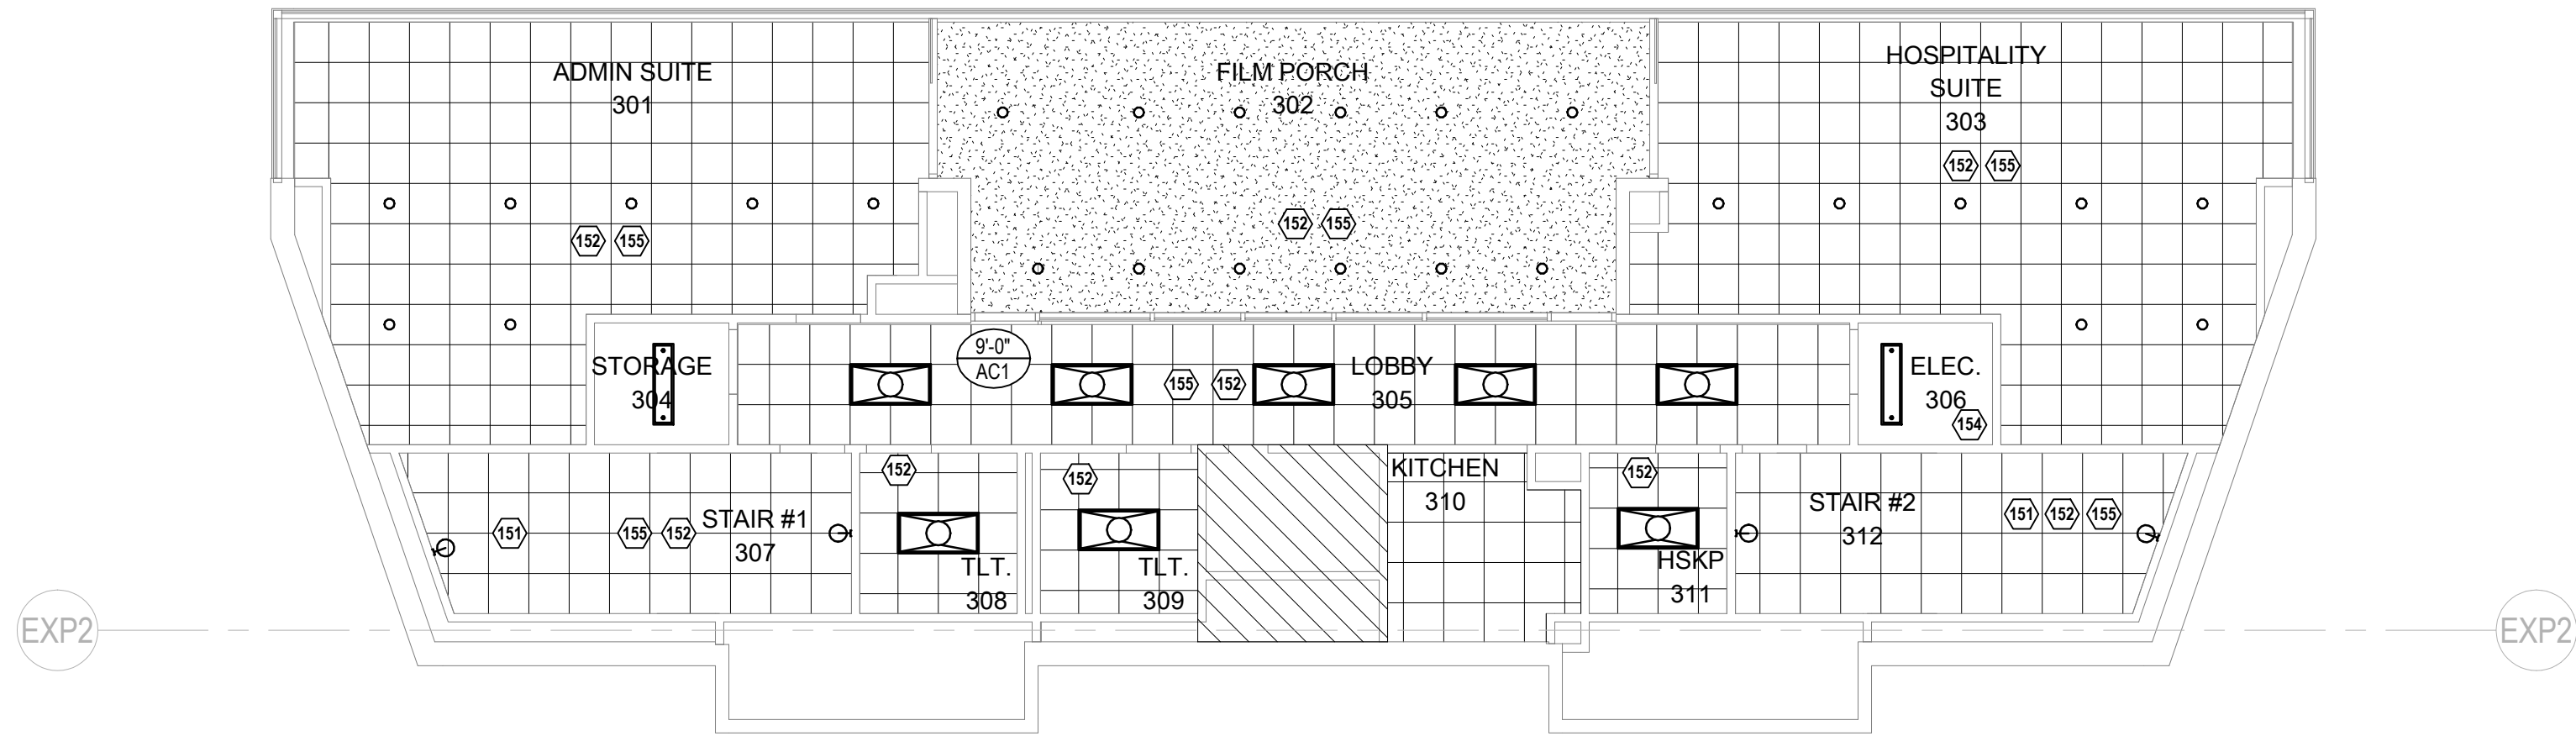 ADMIN SUITE
301
FILM PORCH
302
HOSPITALITY
SUITE
303
152 155
152 155
152 155
STORAGE
304
9'-0"
AC1
155 152
LOBBY
305
ELEC.
306
154
151 155 152
STAIR #1
307
152
TLT.
308
152
TLT.
309
KITCHEN
310
152
HSKP
311
STAIR #2
312
151 152 155
EXP2
EXP2